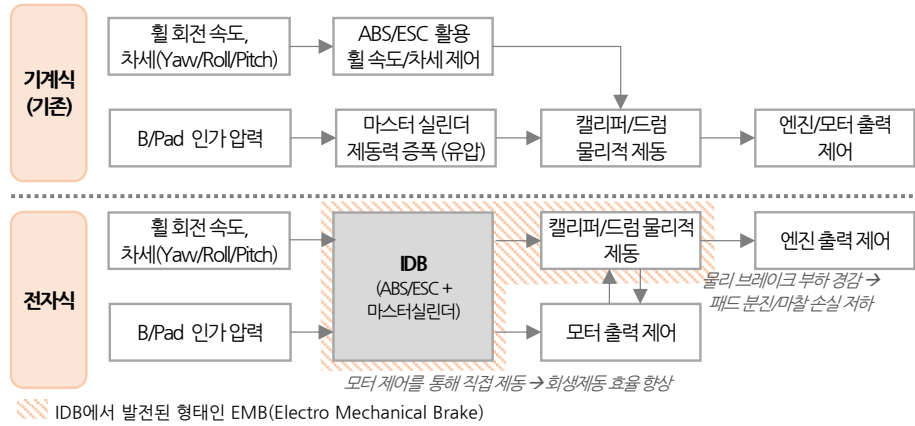 기계식
(기존)
휠 회전 속도,
차세(Yaw/Roll/Pitch)
ABS/ESC 활용
휠 속도/차세 제어
B/Pad 인가 압력
마스터 실린더
제동력 증폭 (유압)
캘리퍼/드럼
물리적 제동
엔진/모터 출력
제어
전자식
휠 회전 속도,
차세(Yaw/Roll/Pitch)
B/Pad 인가 압력
IDB
(ABS/ESC +
마스터실린더)
캘리퍼/드럼 물리적
제동
엔진 출력 제어
물리 브레이크 부하 경감 →
패드 분진/마찰 손실 저하
모터 출력 제어
모터 제어를 통해 직접 제동 → 회생제동 효율 향상
IDB에서 발전된 형태인 EMB(Electro Mechanical Brake)